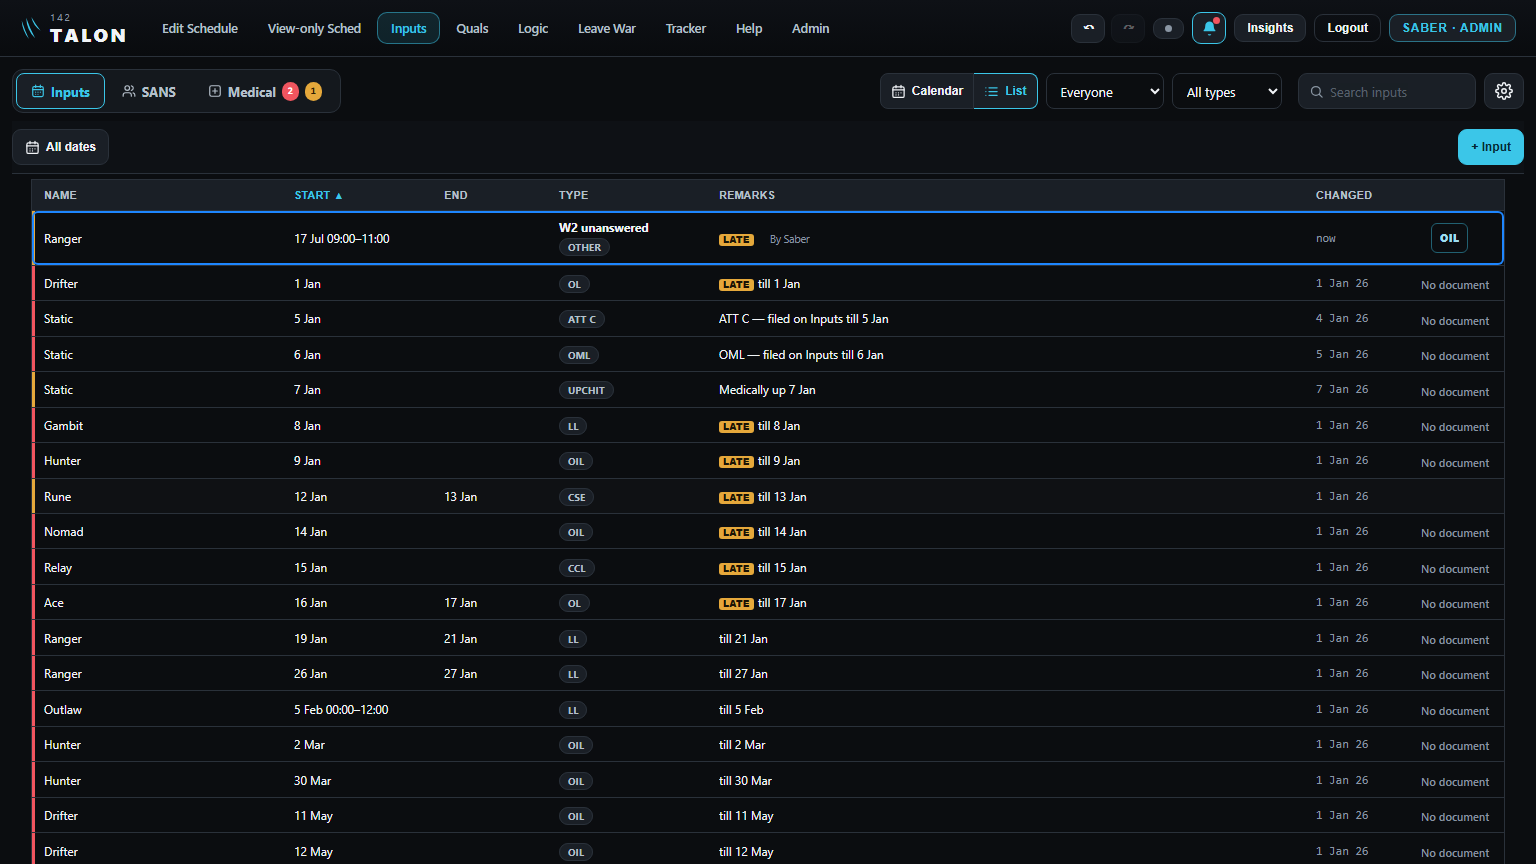 142
TALON
Edit Schedule
View-only Sched
Inputs
Quals
Logic
Leave War
Tracker
Help
Admin
Insights
Logout
SABER · ADMIN
Inputs
SANS
Medical 2 1
Calendar
List
Everyone
All types
Search inputs
All dates
+ Input
NAME START ▲ END TYPE REMARKS CHANGED
Ranger 17 Jul 09:00–11:00 W2 unanswered OTHER LATE By Saber now OIL
Drifter 1 Jan OL LATE till 1 Jan 1 Jan 26 No document
Static 5 Jan ATT C ATT C — filed on Inputs till 5 Jan 4 Jan 26 No document
Static 6 Jan OML OML — filed on Inputs till 6 Jan 5 Jan 26 No document
Static 7 Jan UPCHIT Medically up 7 Jan 7 Jan 26 No document
Gambit 8 Jan LL LATE till 8 Jan 1 Jan 26 No document
Hunter 9 Jan OIL LATE till 9 Jan 1 Jan 26 No document
Rune 12 Jan 13 Jan CSE LATE till 13 Jan 1 Jan 26
Nomad 14 Jan OIL LATE till 14 Jan 1 Jan 26 No document
Relay 15 Jan CCL LATE till 15 Jan 1 Jan 26 No document
Ace 16 Jan 17 Jan OL LATE till 17 Jan 1 Jan 26 No document
Ranger 19 Jan 21 Jan LL till 21 Jan 1 Jan 26 No document
Ranger 26 Jan 27 Jan LL till 27 Jan 1 Jan 26 No document
Outlaw 5 Feb 00:00–12:00 LL till 5 Feb 1 Jan 26 No document
Hunter 2 Mar OIL till 2 Mar 1 Jan 26 No document
Hunter 30 Mar OIL till 30 Mar 1 Jan 26 No document
Drifter 11 May OIL till 11 May 1 Jan 26 No document
Drifter 12 May OIL till 12 May 1 Jan 26 No document